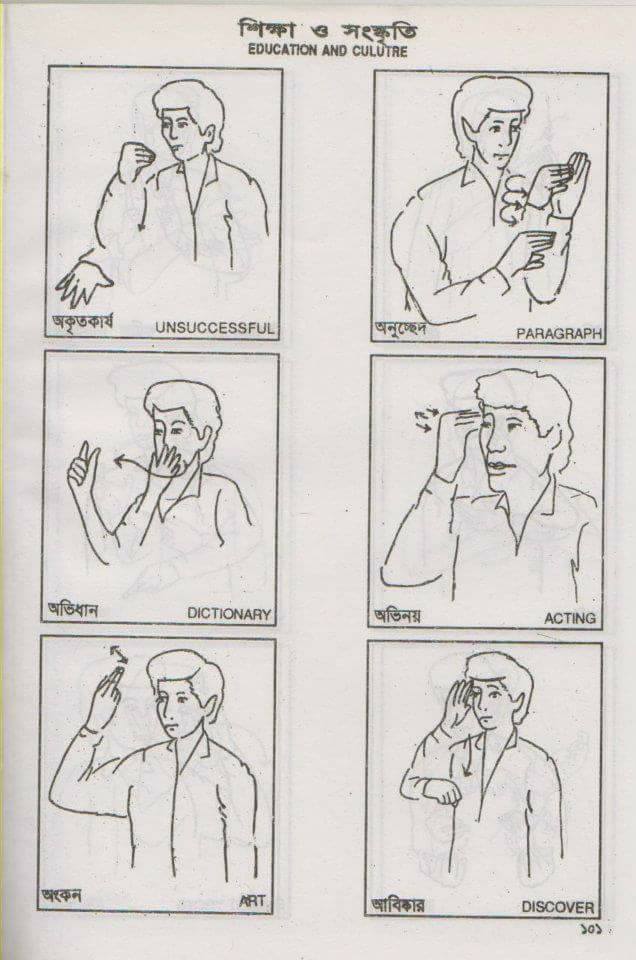 শিক্ষা ও সংস্কৃতি
EDUCATION AND CULUTRE
অকৃতকার্য UNSUCCESSFUL
অনুচ্ছেদ PARAGRAPH
অভিধান DICTIONARY
অভিনয় ACTING
অংকন ART
আবিকার DISCOVER
১০১